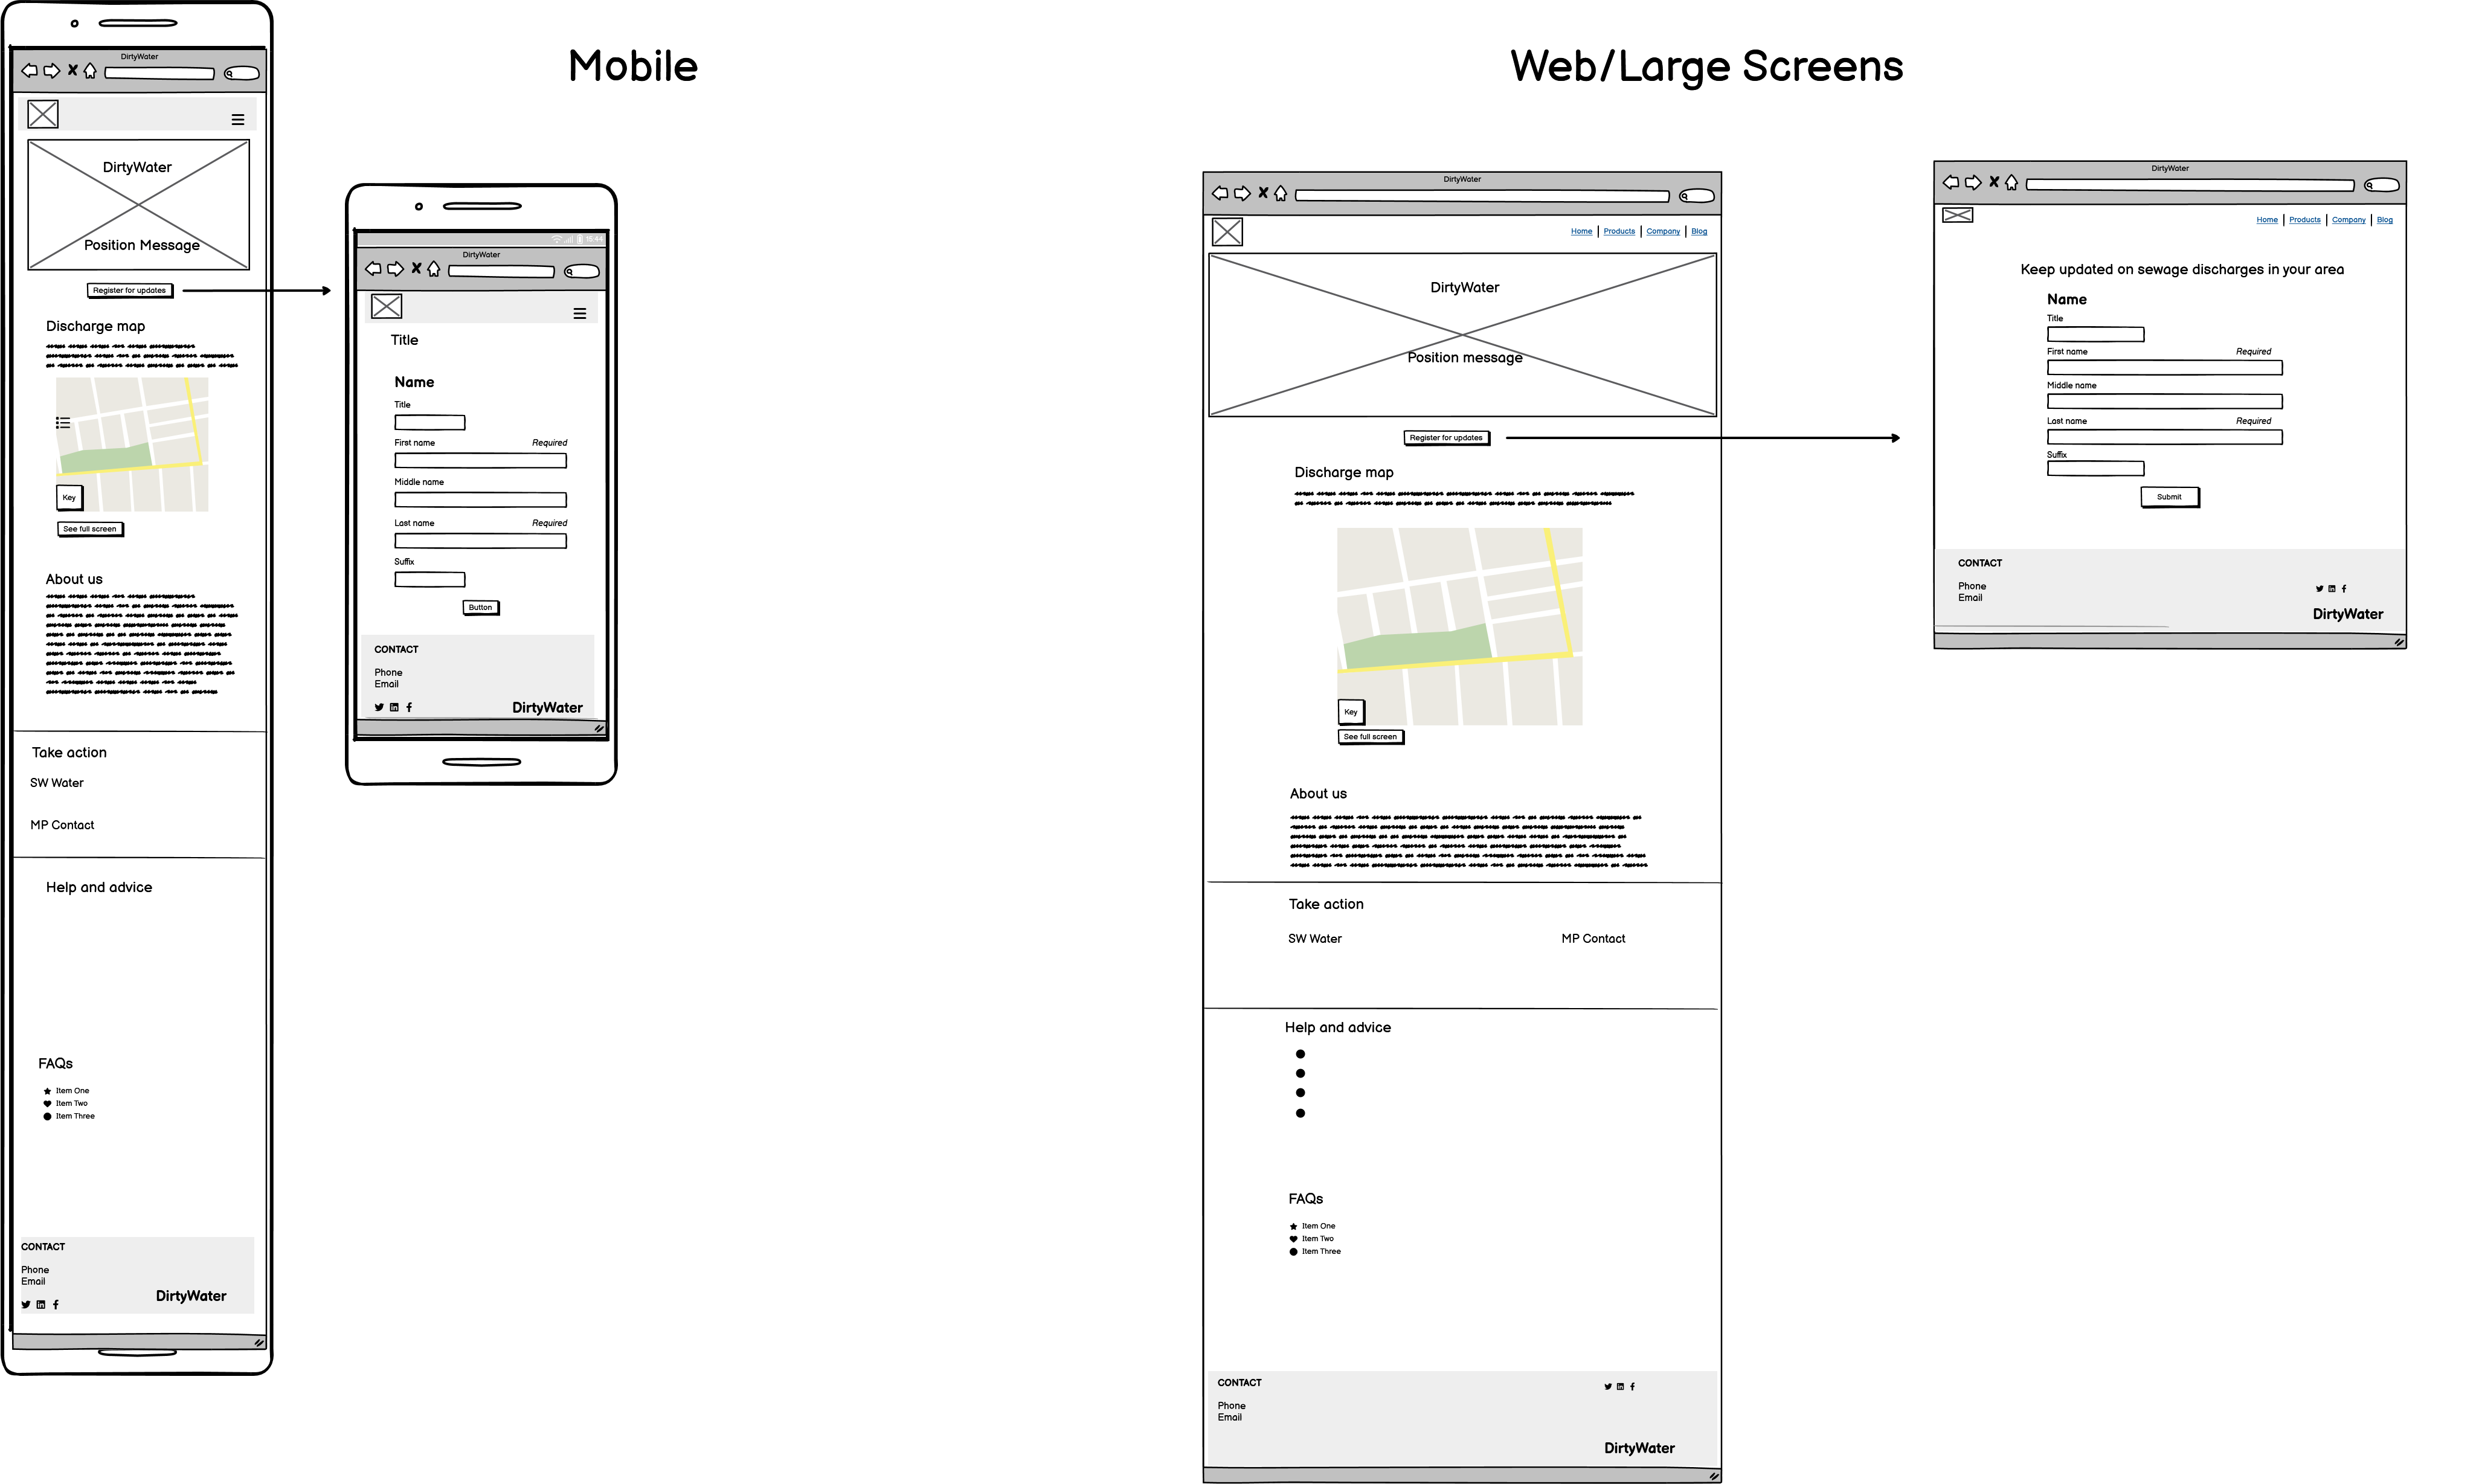 Mobile
Web/Large Screens
DirtyWater
DirtyWater
Position Message
Register for updates
Discharge map
Key
See full screen
About us
Take action
SW Water
MP Contact
Help and advice
FAQs
Item One
Item Two
Item Three
CONTACT
Phone
Email
DirtyWater
15:44
DirtyWater
Title
Name
Title
First name Required
Middle name
Last name Required
Suffix
Button
CONTACT
Phone
Email
DirtyWater
DirtyWater
Home Products Company Blog
DirtyWater
Position message
Register for updates
Discharge map
Key
See full screen
About us
Take action
SW Water MP Contact
Help and advice
FAQs
Item One
Item Two
Item Three
CONTACT
Phone
Email
DirtyWater
DirtyWater
Home Products Company Blog
Keep updated on sewage discharges in your area
Name
Title
First name Required
Middle name
Last name Required
Suffix
Submit
CONTACT
Phone
Email
DirtyWater